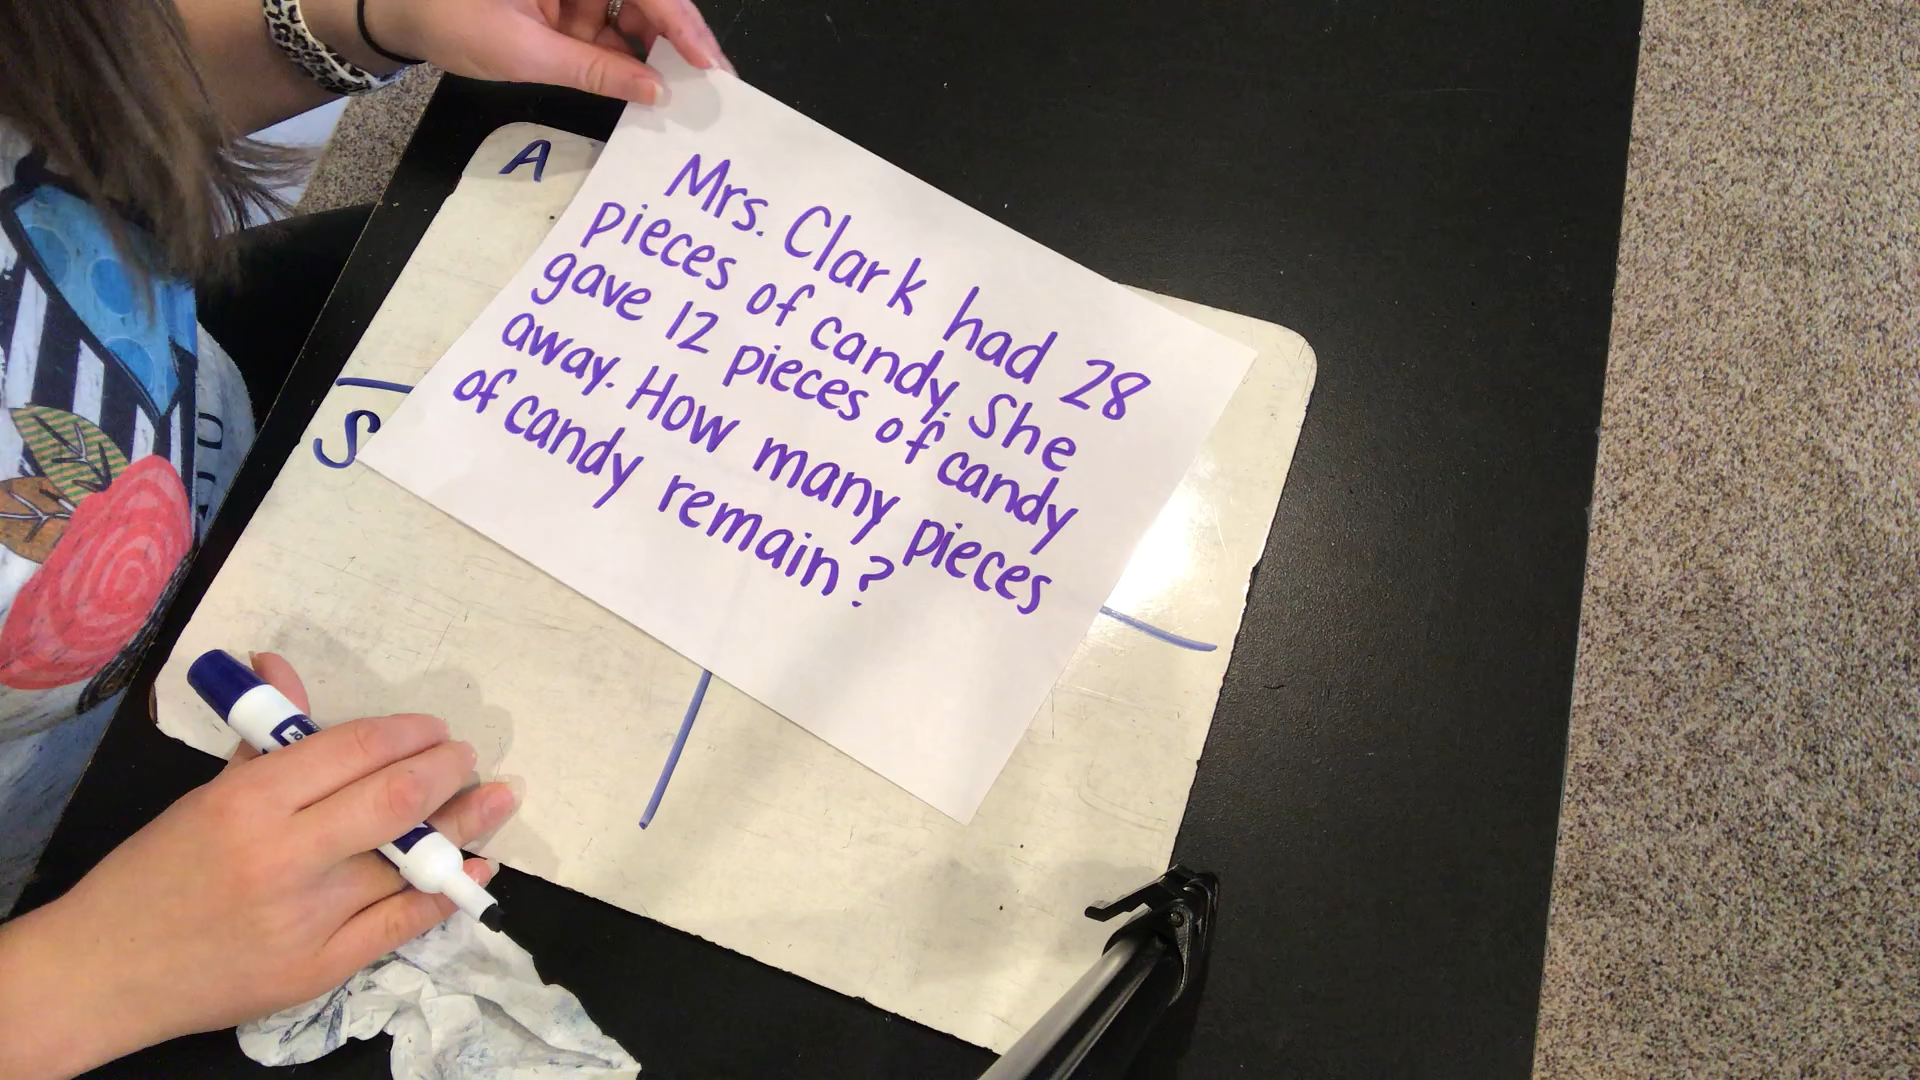 A
Mrs. Clark had 28
pieces of candy. She
gave 12 pieces of candy
away. How many pieces
of candy remain?
S